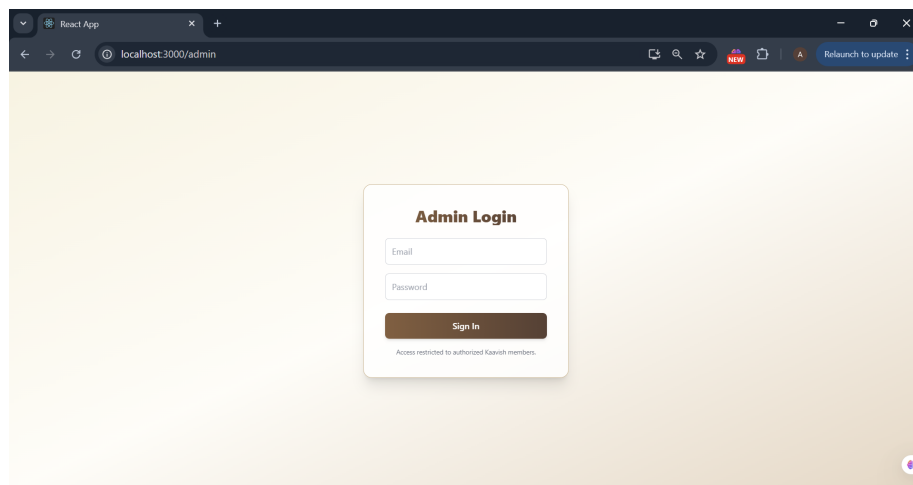 React App
localhost:3000/admin
NEW
A
Relaunch to update
Admin Login
Email
Password
Sign In
Access restricted to authorized Kaavish members.